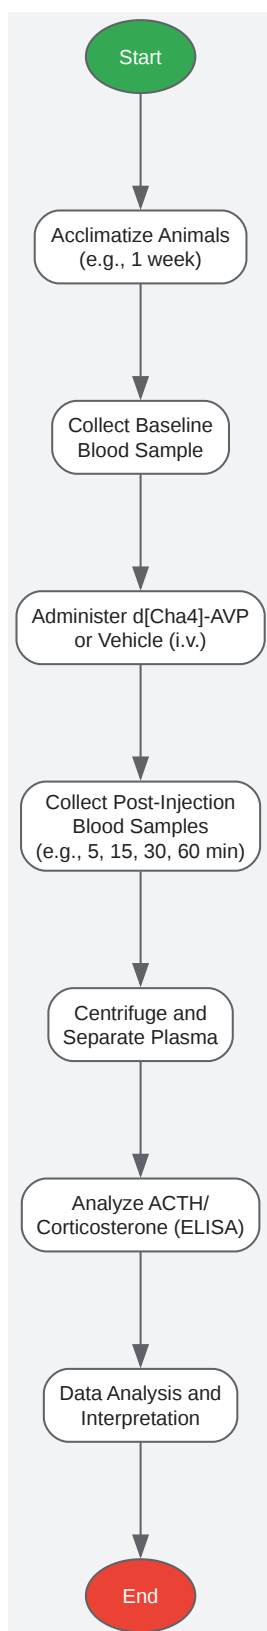 Start
Acclimatize Animals
(e.g., 1 week)
Collect Baseline
Blood Sample
Administer d[Cha4]-AVP
or Vehicle (i.v.)
Collect Post-Injection
Blood Samples
(e.g., 5, 15, 30, 60 min)
Centrifuge and
Separate Plasma
Analyze ACTH/
Corticosterone (ELISA)
Data Analysis and
Interpretation
End